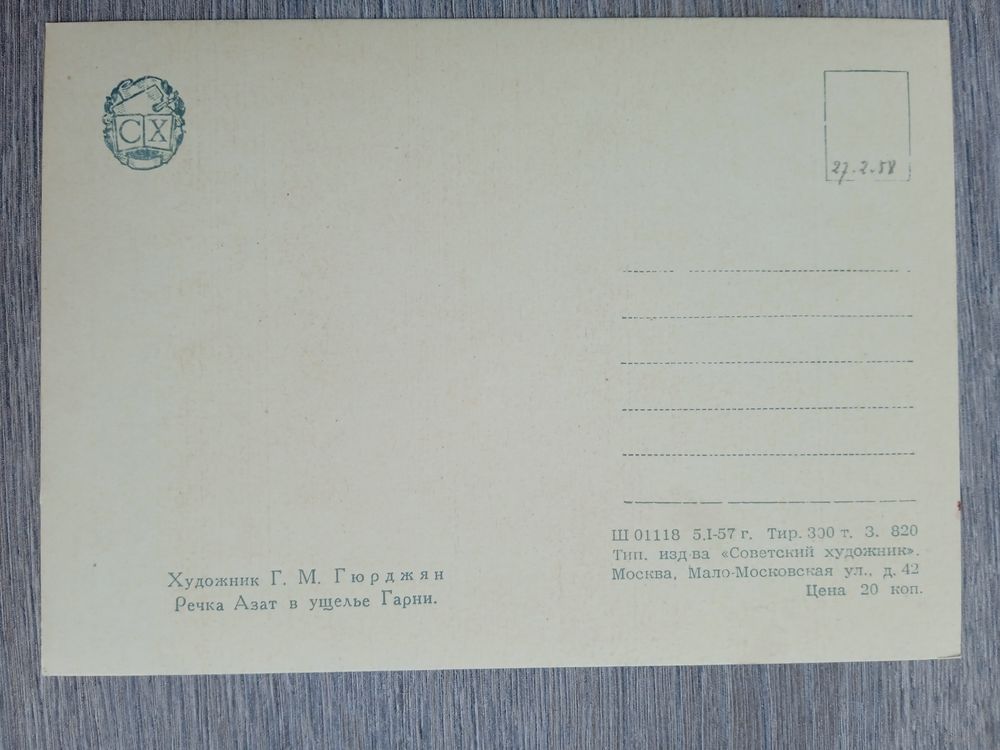 СХ
27.2.58
Художник Г. М. Гюрджян
Речка Азат в ущелье Гарни.
Ш 01118 5.I-57 г. Тир. 300 т. З. 820
Тип. изд-ва «Советский художник».
Москва, Мало-Московская ул., д. 42
Цена 20 коп.